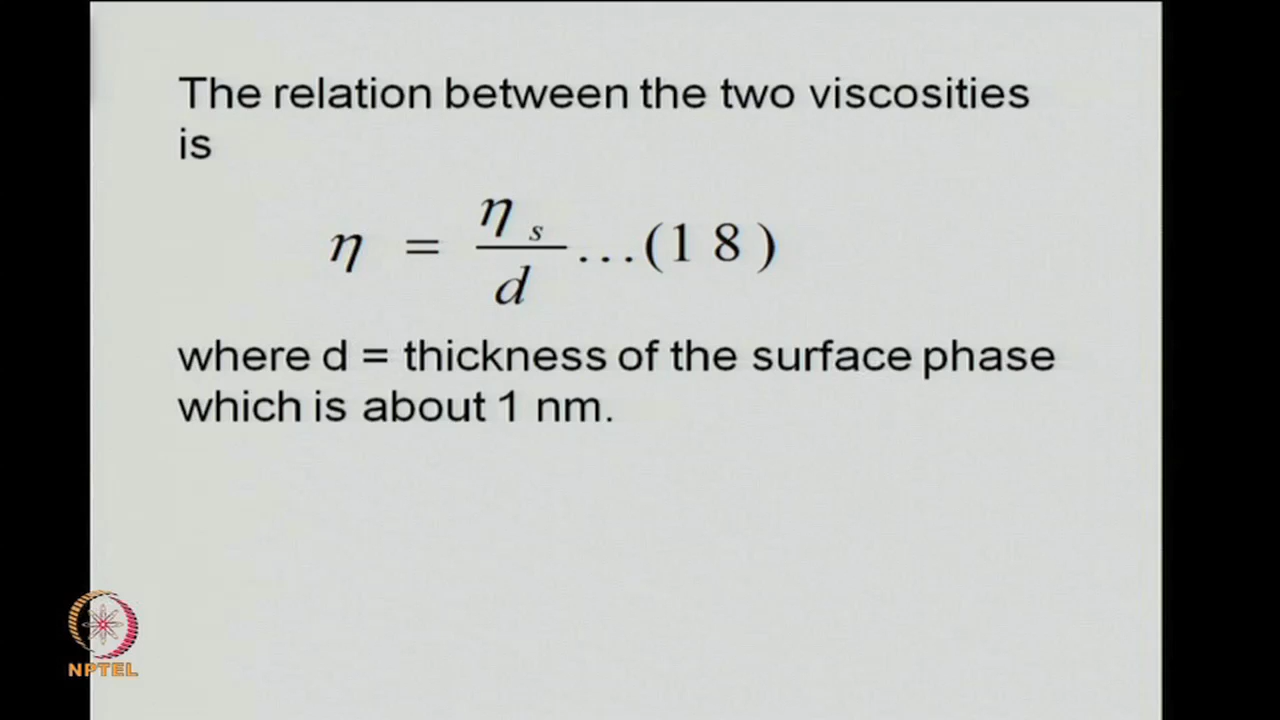 The relation between the two viscosities
is
η = η_s / d ...(18)
where d = thickness of the surface phase
which is about 1 nm.
NPTEL